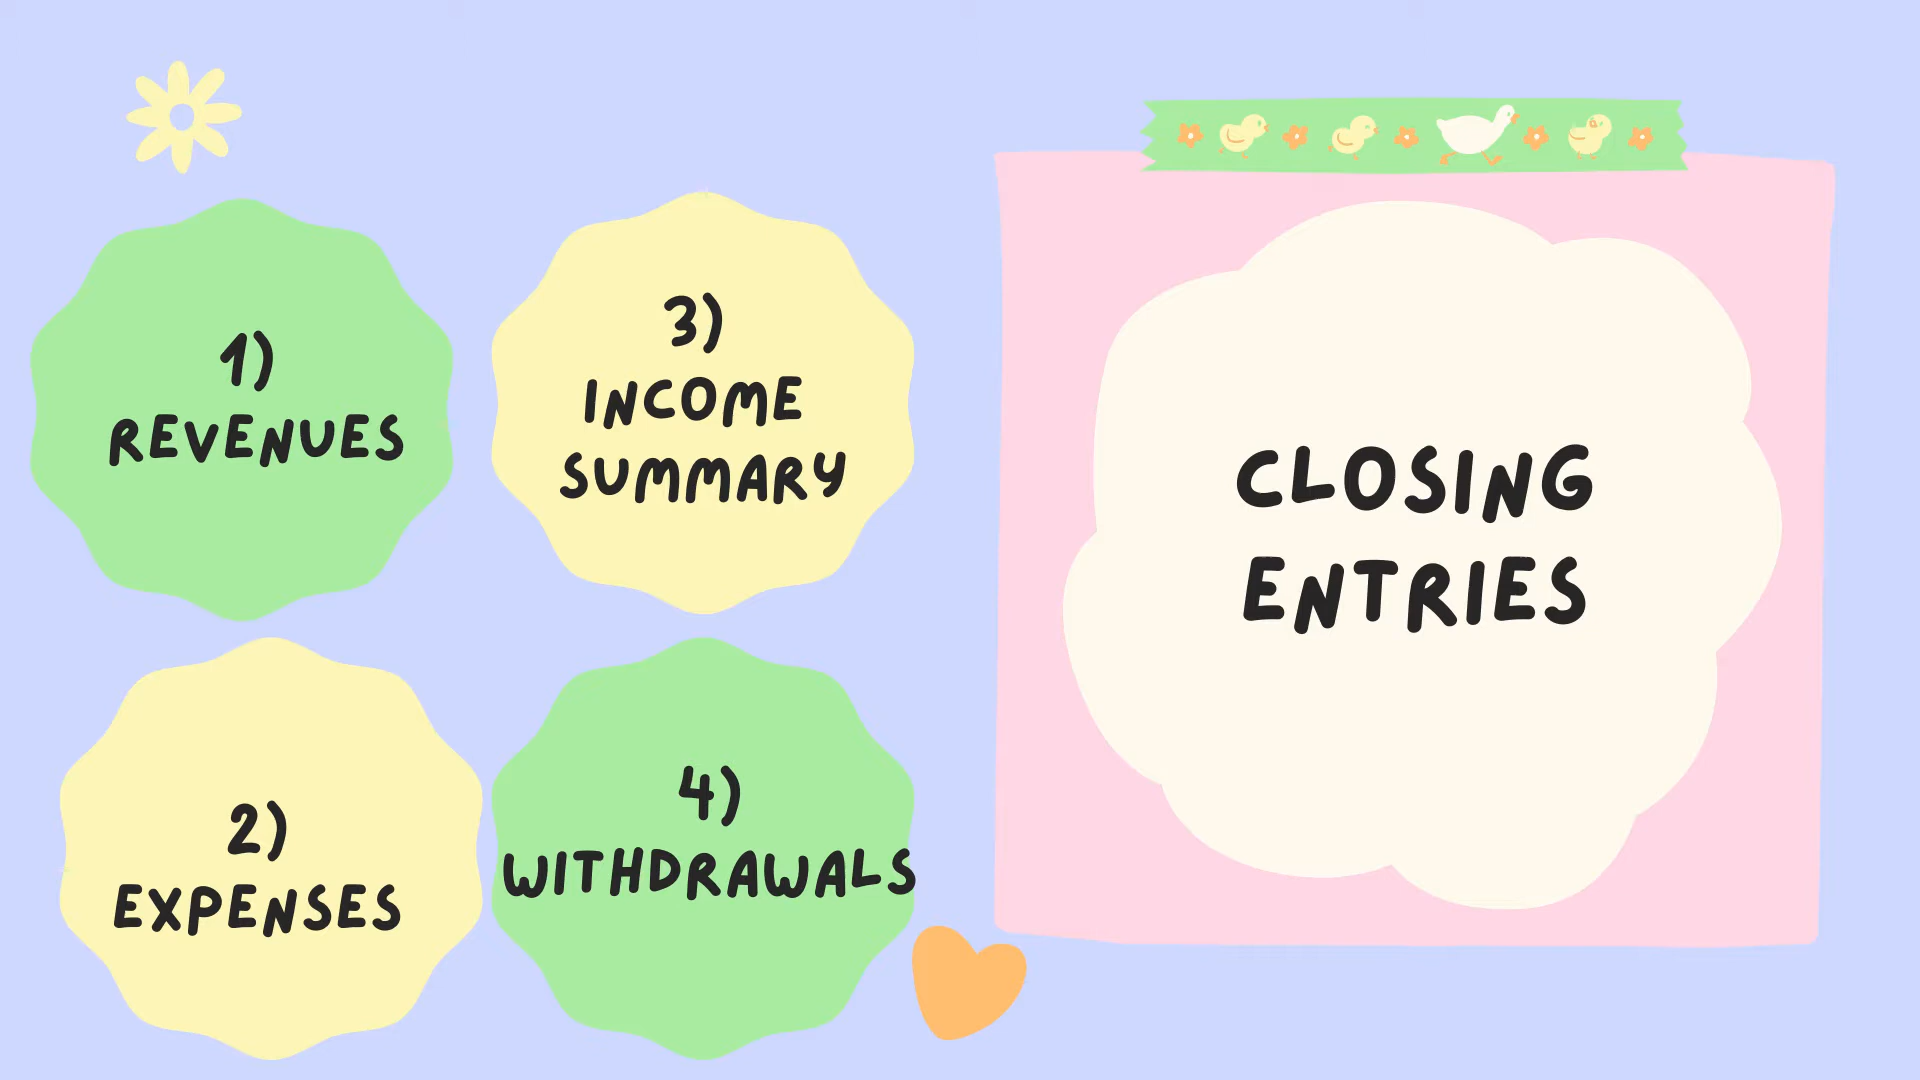 1)
REVENUES
2)
EXPENSES
3)
INCOME
SUMMARY
4)
WITHDRAWALS
CLOSING
ENTRIES